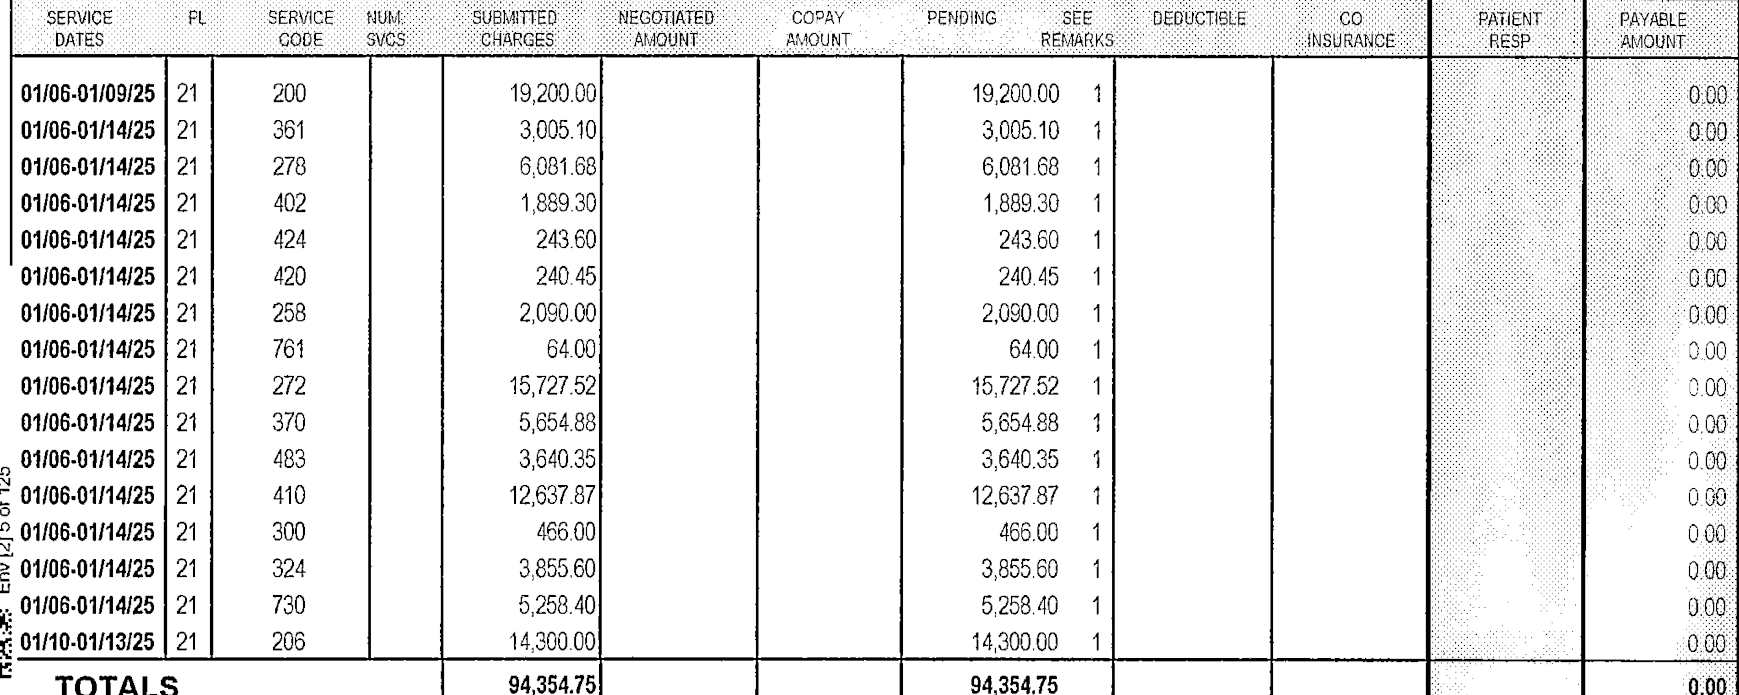 SERVICE DATES PL SERVICE CODE NUM. SVCS SUBMITTED CHARGES NEGOTIATED AMOUNT COPAY AMOUNT PENDING SEE REMARKS DEDUCTIBLE CO INSURANCE PATIENT RESP PAYABLE AMOUNT
01/06-01/09/25 21 200 19,200.00 19,200.00 1 0.00
01/06-01/14/25 21 361 3,005.10 3,005.10 1 0.00
01/06-01/14/25 21 278 6,081.68 6,081.68 1 0.00
01/06-01/14/25 21 402 1,889.30 1,889.30 1 0.00
01/06-01/14/25 21 424 243.60 243.60 1 0.00
01/06-01/14/25 21 420 240.45 240.45 1 0.00
01/06-01/14/25 21 258 2,090.00 2,090.00 1 0.00
01/06-01/14/25 21 761 64.00 64.00 1 0.00
01/06-01/14/25 21 272 15,727.52 15,727.52 1 0.00
01/06-01/14/25 21 370 5,654.88 5,654.88 1 0.00
01/06-01/14/25 21 483 3,640.35 3,640.35 1 0.00
01/06-01/14/25 21 410 12,637.87 12,637.87 1 0.00
01/06-01/14/25 21 300 466.00 466.00 1 0.00
01/06-01/14/25 21 324 3,855.60 3,855.60 1 0.00
01/06-01/14/25 21 730 5,258.40 5,258.40 1 0.00
01/10-01/13/25 21 206 14,300.00 14,300.00 1 0.00
TOTALS 94,354.75 94,354.75 0.00
Env [2] 5 of 125